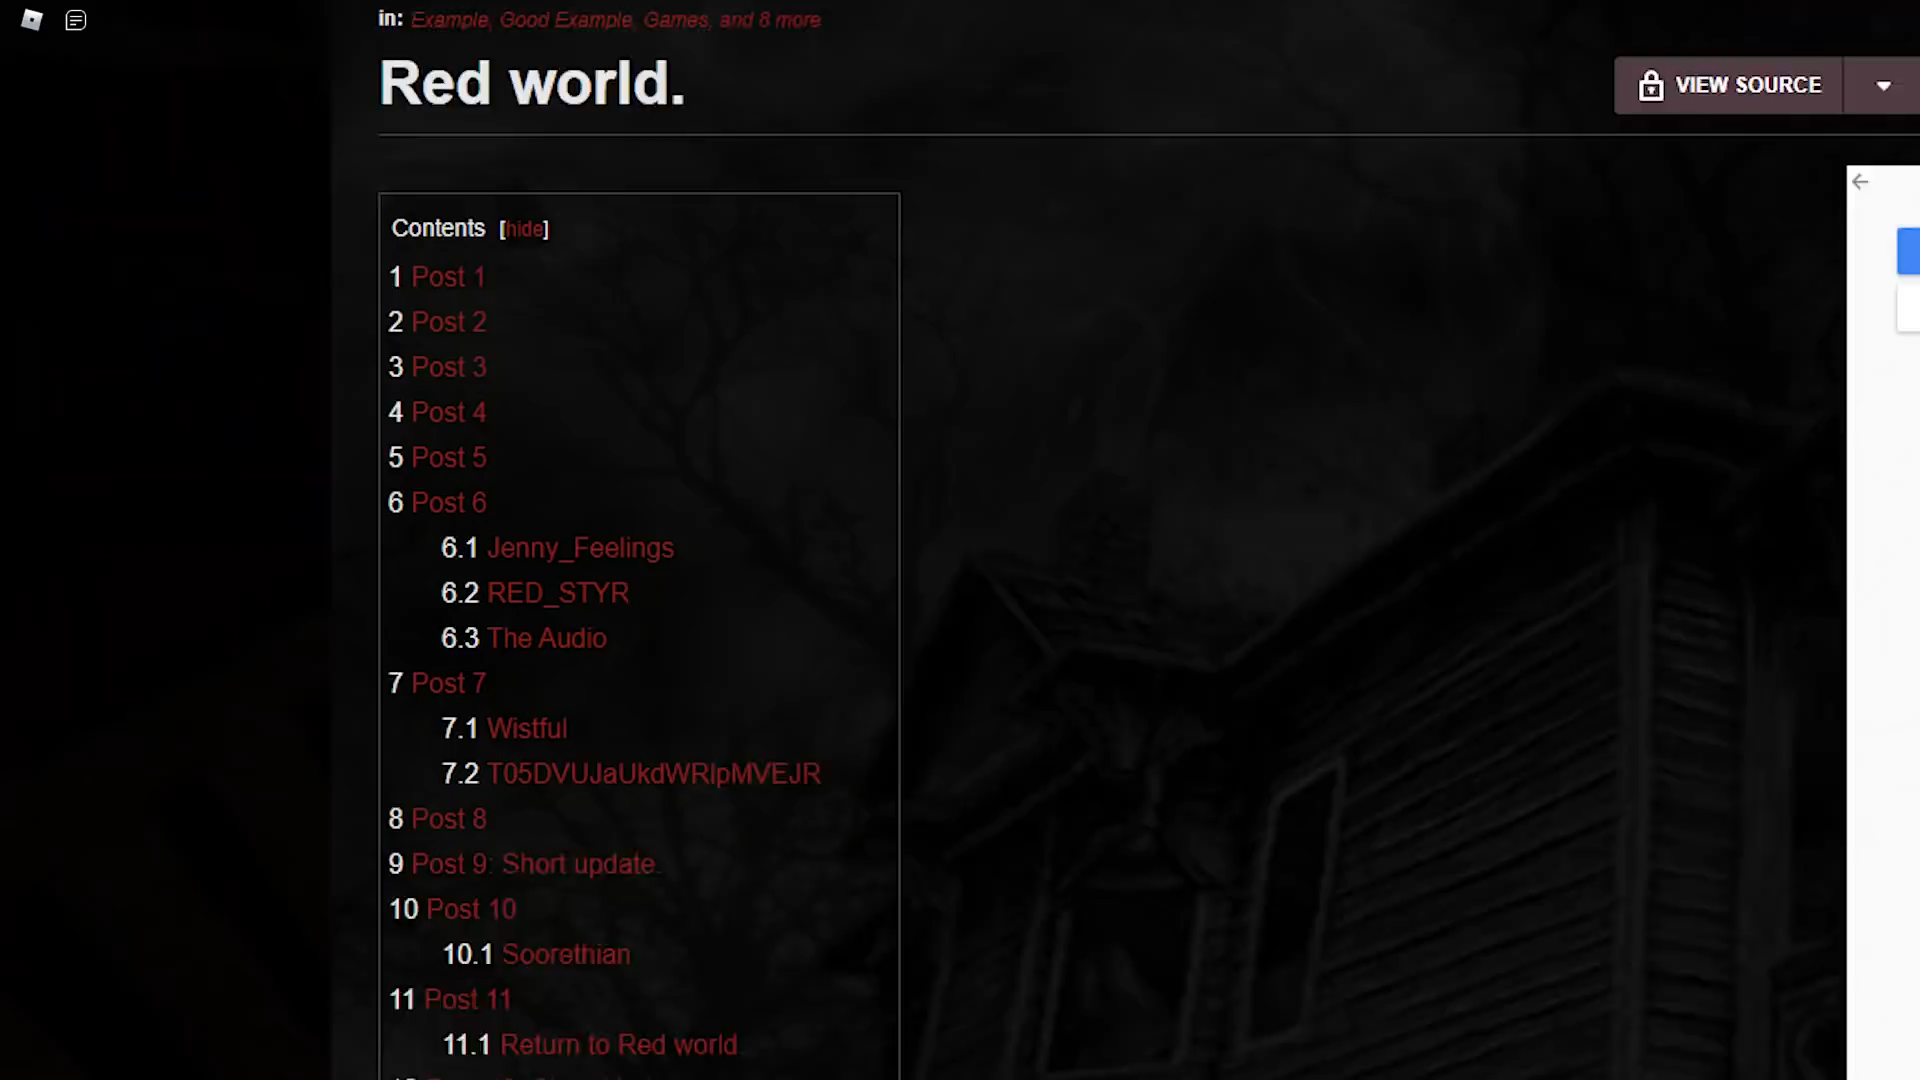 in: Example, Good Example, Games, and 8 more
Red world.
VIEW SOURCE
Contents [hide]
1 Post 1
2 Post 2
3 Post 3
4 Post 4
5 Post 5
6 Post 6
6.1 Jenny_Feelings
6.2 RED_STYR
6.3 The Audio
7 Post 7
7.1 Wistful
7.2 T05DVUJaUkdWRlpMVEJR
8 Post 8
9 Post 9: Short update.
10 Post 10
10.1 Soorethian
11 Post 11
11.1 Return to Red world